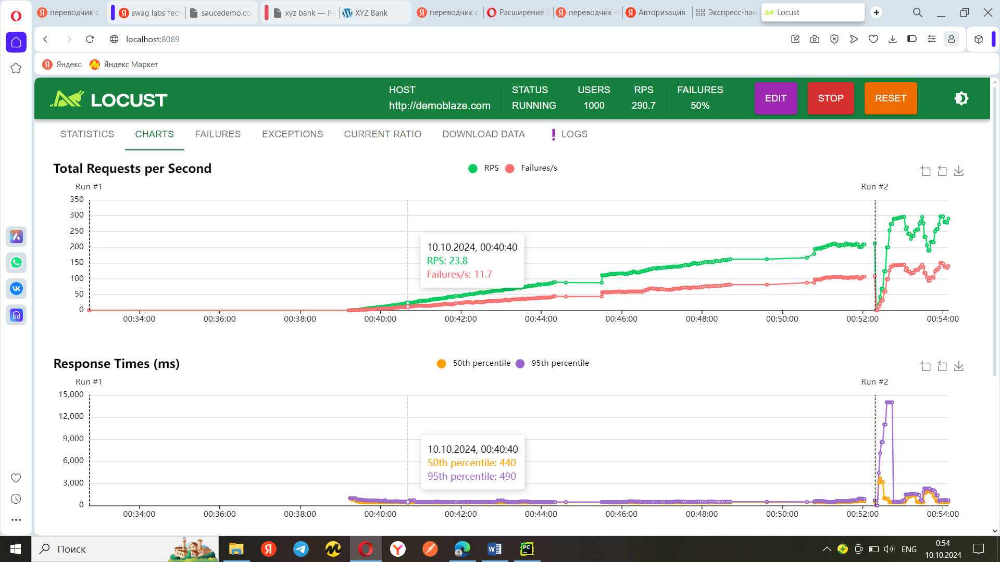 переводчик с
swag labs тест
saucedemo.co
xyz bank — Ян
XYZ Bank
переводчик с
Расширение З
переводчик —
Авторизация
Экспресс-пан
Locust
localhost:8089
Яндекс
Яндекс Маркет
LOCUST
HOST
http://demoblaze.com
STATUS
RUNNING
USERS
1000
RPS
290.7
FAILURES
50%
EDIT
STOP
RESET
STATISTICS
CHARTS
FAILURES
EXCEPTIONS
CURRENT RATIO
DOWNLOAD DATA
LOGS
Total Requests per Second
RPS
Failures/s
Run #1
Run #2
350
300
250
200
150
100
50
0
10.10.2024, 00:40:40
RPS: 23.8
Failures/s: 11.7
00:34:00
00:36:00
00:38:00
00:40:00
00:42:00
00:44:00
00:46:00
00:48:00
00:50:00
00:52:00
00:54:00
Response Times (ms)
50th percentile
95th percentile
Run #1
Run #2
15,000
12,000
9,000
6,000
3,000
0
10.10.2024, 00:40:40
50th percentile: 440
95th percentile: 490
00:34:00
00:36:00
00:38:00
00:40:00
00:42:00
00:44:00
00:46:00
00:48:00
00:50:00
00:52:00
00:54:00
Поиск
ENG
0:54
10.10.2024